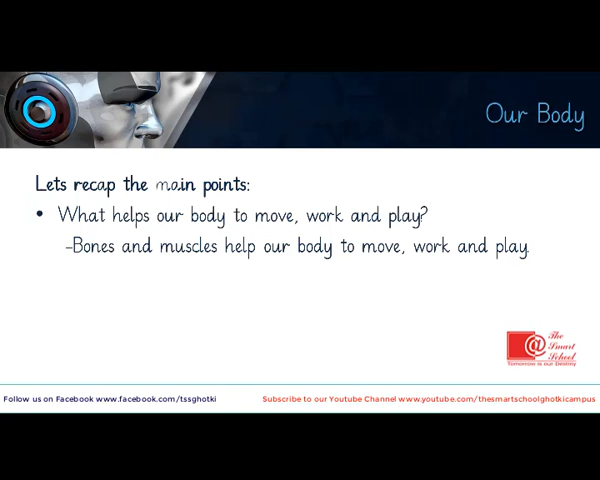 Our Body
Lets recap the main points:
• What helps our body to move, work and play?
–Bones and muscles help our body to move, work and play.
@
The
Smart
School
Tomorrow is our Destiny
Follow us on Facebook www.facebook.com/tssghotki
Subscribe to our Youtube Channel www.youtube.com/thesmartschoolghotkicampus